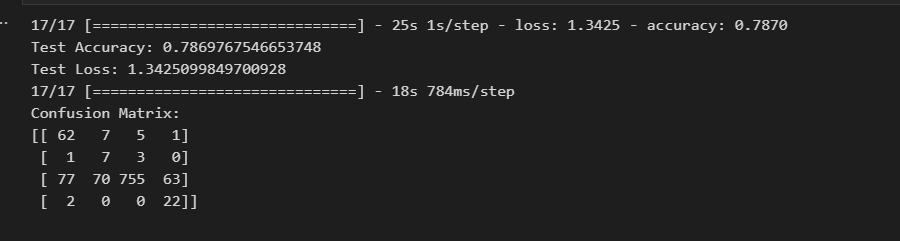 17/17 [==============================] - 25s 1s/step - loss: 1.3425 - accuracy: 0.7870
Test Accuracy: 0.7869767546653748
Test Loss: 1.3425099849700928
17/17 [==============================] - 18s 784ms/step
Confusion Matrix:
[[ 62   7   5   1]
 [  1   7   3   0]
 [ 77  70 755  63]
 [  2   0   0  22]]